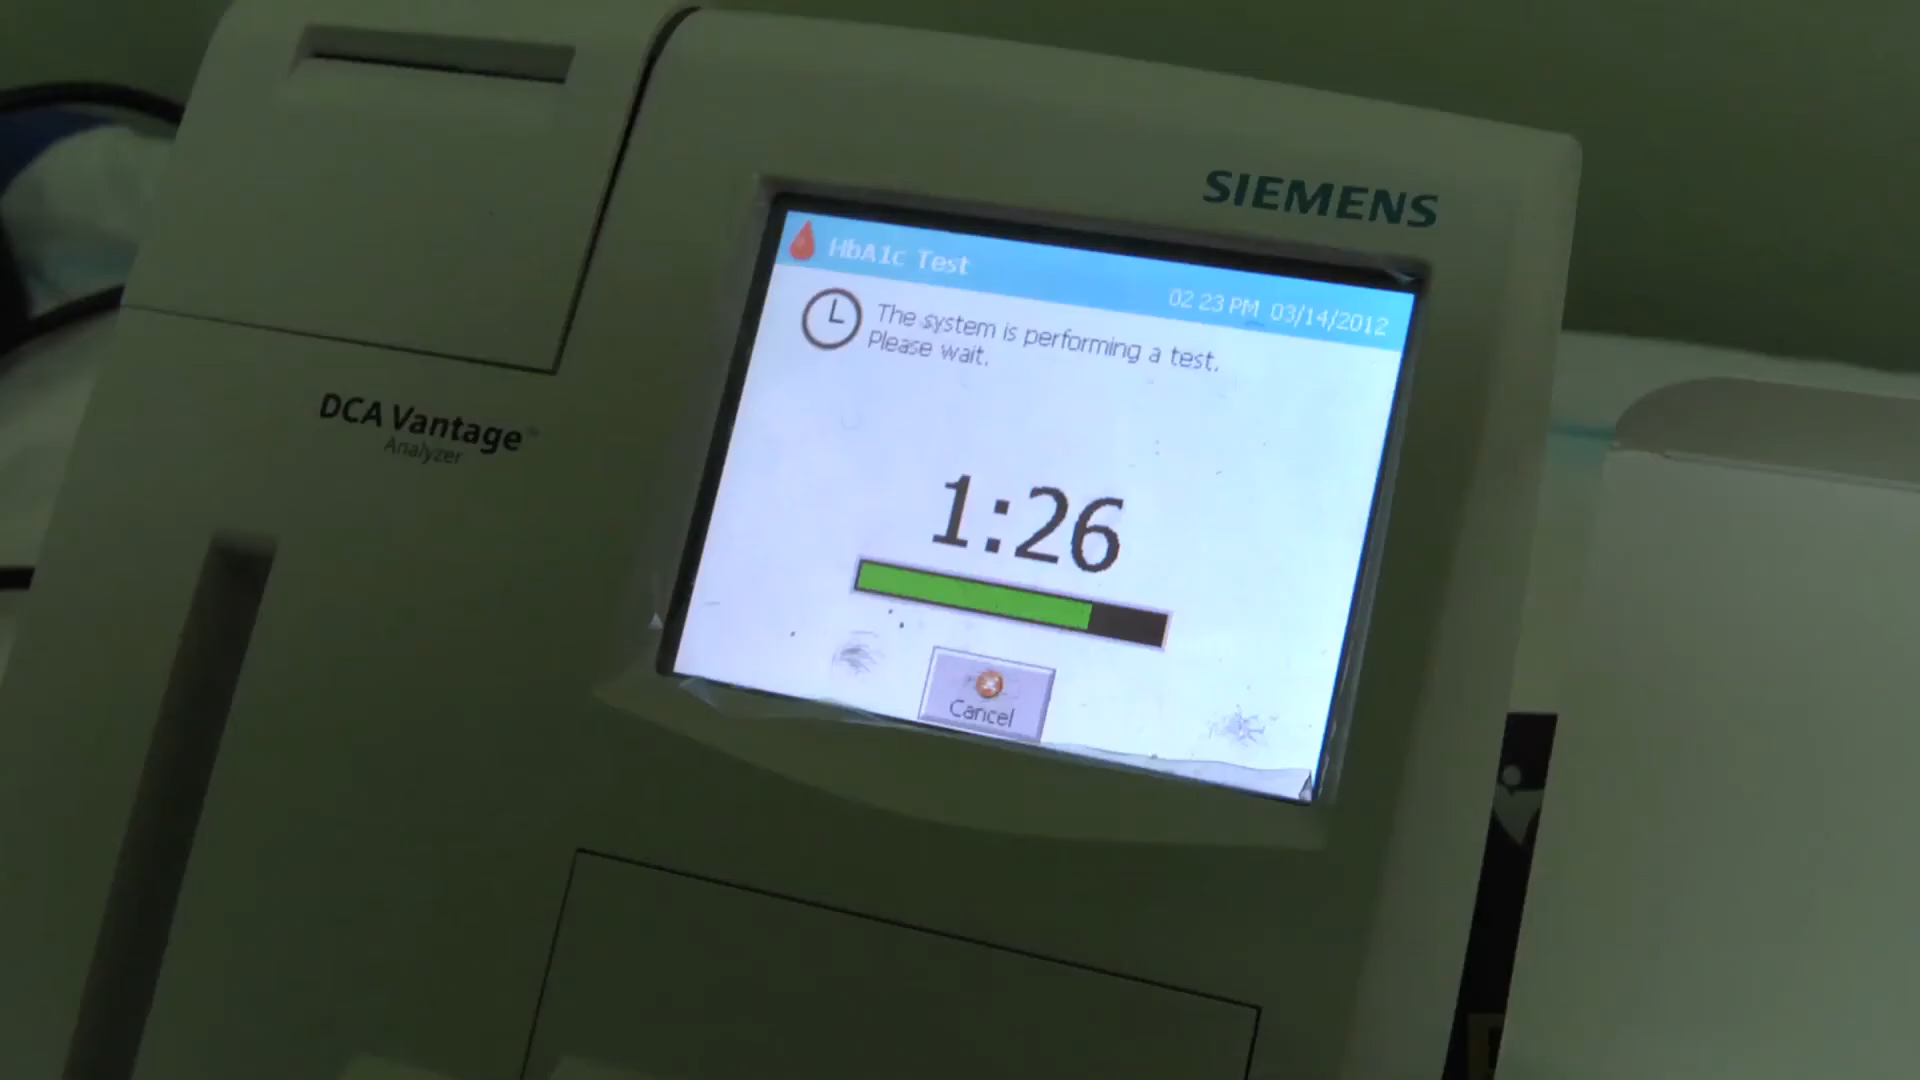 SIEMENS
HbA1c Test
02 23 PM 03/14/2012
The system is performing a test.
Please wait.
DCA Vantage
Analyzer
1:26
Cancel